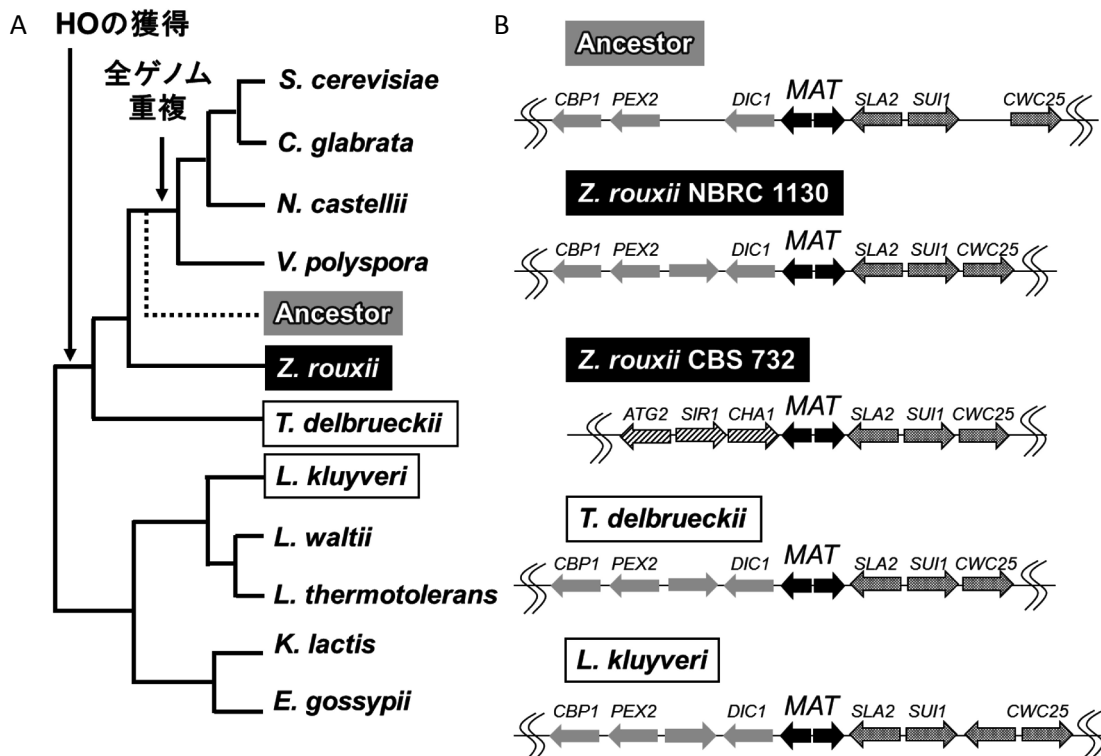 A
HOの獲得
全ゲノム
重複
S. cerevisiae
C. glabrata
N. castellii
V. polyspora
Ancestor
Z. rouxii
T. delbrueckii
L. kluyveri
L. waltii
L. thermotolerans
K. lactis
E. gossypii
B
Ancestor
CBP1 PEX2 DIC1 MAT SLA2 SUI1 CWC25
Z. rouxii NBRC 1130
CBP1 PEX2 DIC1 MAT SLA2 SUI1 CWC25
Z. rouxii CBS 732
ATG2 SIR1 CHA1 MAT SLA2 SUI1 CWC25
T. delbrueckii
CBP1 PEX2 DIC1 MAT SLA2 SUI1 CWC25
L. kluyveri
CBP1 PEX2 DIC1 MAT SLA2 SUI1 CWC25